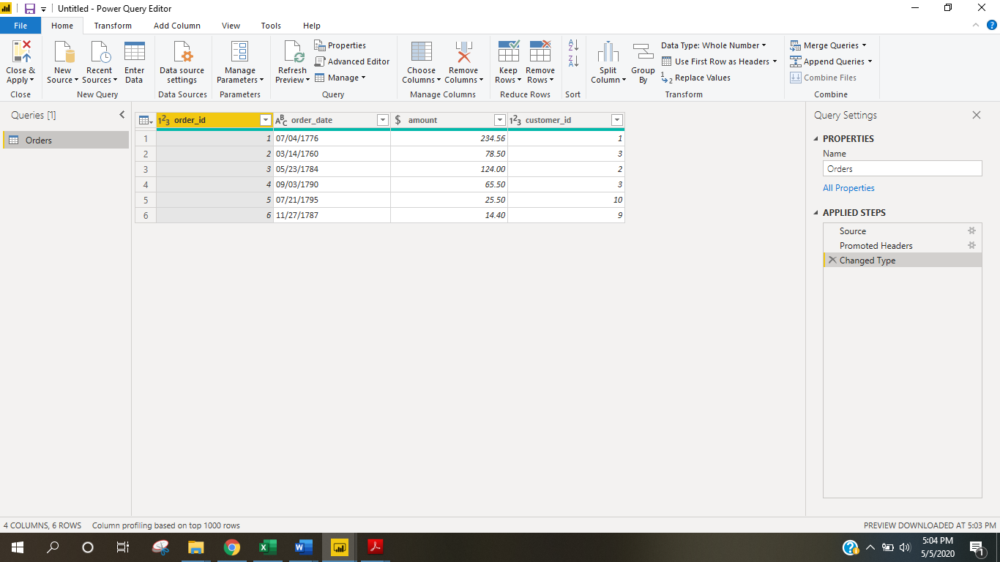 Untitled - Power Query Editor
File Home Transform Add Column View Tools Help
Close & Apply
Close
New Source
Recent Sources
Enter Data
New Query
Data source settings
Data Sources
Manage Parameters
Parameters
Refresh Preview
Properties
Advanced Editor
Manage
Query
Choose Columns
Remove Columns
Manage Columns
Keep Rows
Remove Rows
Reduce Rows
Sort
Split Column
Group By
Data Type: Whole Number
Use First Row as Headers
Replace Values
Transform
Merge Queries
Append Queries
Combine Files
Combine
Queries [1]
Orders
order_id order_date amount customer_id
1 1 07/04/1776 234.56 1
2 2 03/14/1760 78.50 3
3 3 05/23/1784 124.00 2
4 4 09/03/1790 65.50 3
5 5 07/21/1795 25.50 10
6 6 11/27/1787 14.40 9
Query Settings
PROPERTIES
Name
Orders
All Properties
APPLIED STEPS
Source
Promoted Headers
Changed Type
4 COLUMNS, 6 ROWS Column profiling based on top 1000 rows PREVIEW DOWNLOADED AT 5:03 PM
5:04 PM
5/5/2020
1